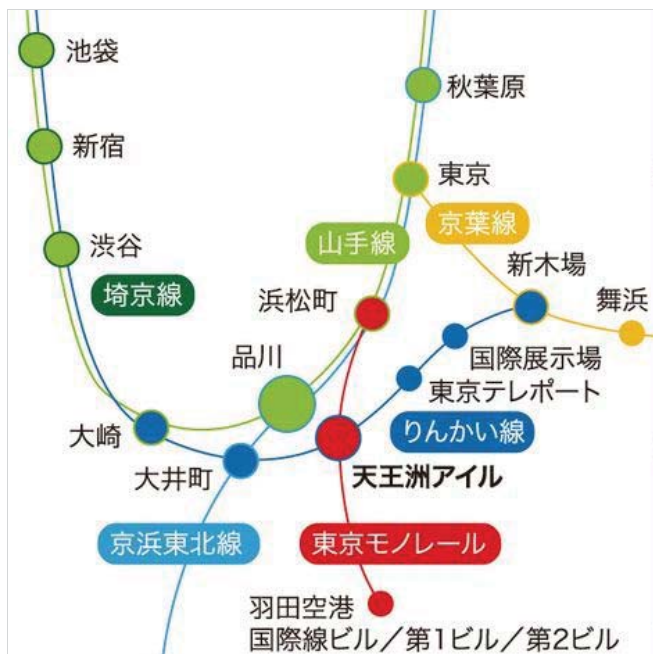 池袋
秋葉原
新宿
東京
京葉線
渋谷
山手線
新木場
埼京線
浜松町
舞浜
品川
国際展示場
東京テレポート
大崎
りんかい線
大井町
天王洲アイル
京浜東北線
東京モノレール
羽田空港
国際線ビル／第1ビル／第2ビル